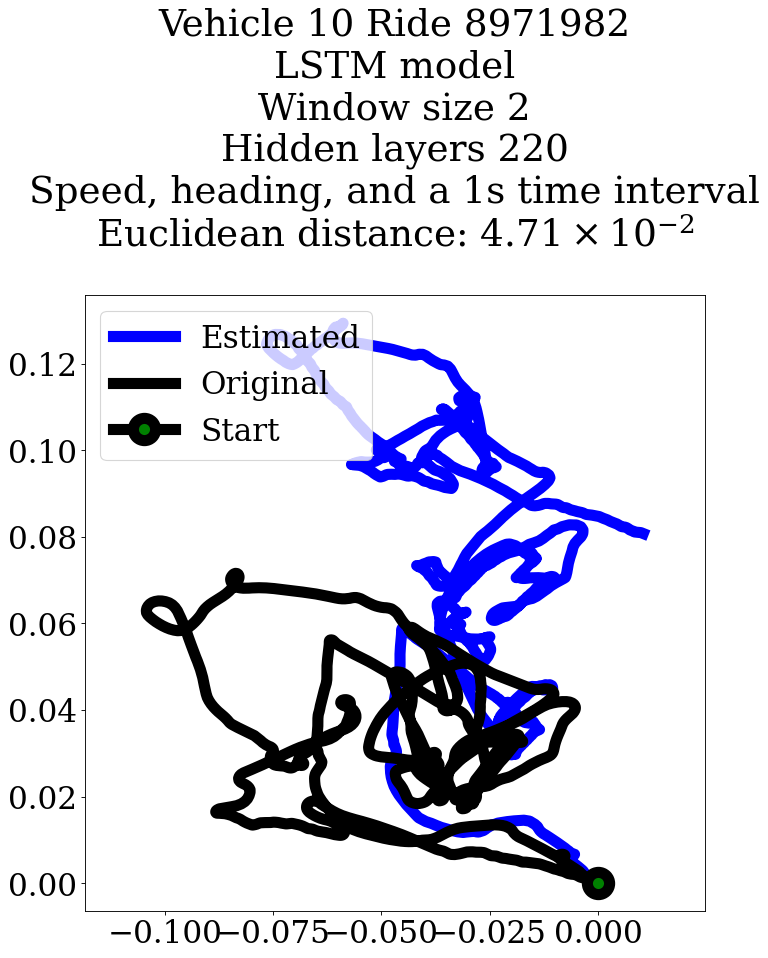 Vehicle 10 Ride 8971982
LSTM model
Window size 2
Hidden layers 220
Speed, heading, and a 1s time interval
Euclidean distance: 4.71 × 10⁻²
Estimated
Original
Start
0.12
0.10
0.08
0.06
0.04
0.02
0.00
−0.100 −0.075 −0.050 −0.025 0.000